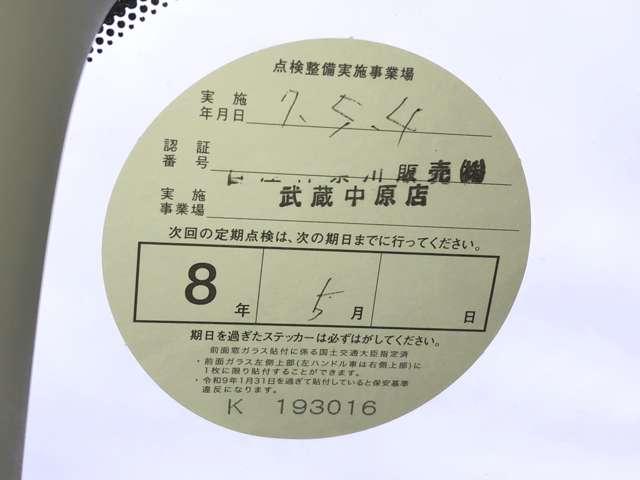 点検整備実施事業場
実施
年月日 7.5.4
認証
番号
販売㈱
実施
事業場 武蔵中原店
次回の定期点検は、次の期日までに行ってください。
8年 5月 日
期日を過ぎたステッカーは必ずはがしてください。
前面窓ガラス貼付に係る国土交通大臣指定済
・前面ガラス左側上部(左ハンドル車は右側上部)に
1枚に限り貼付することができます。
・令和9年1月31日を過ぎて貼付していると保安基準
違反になります。
K 193016